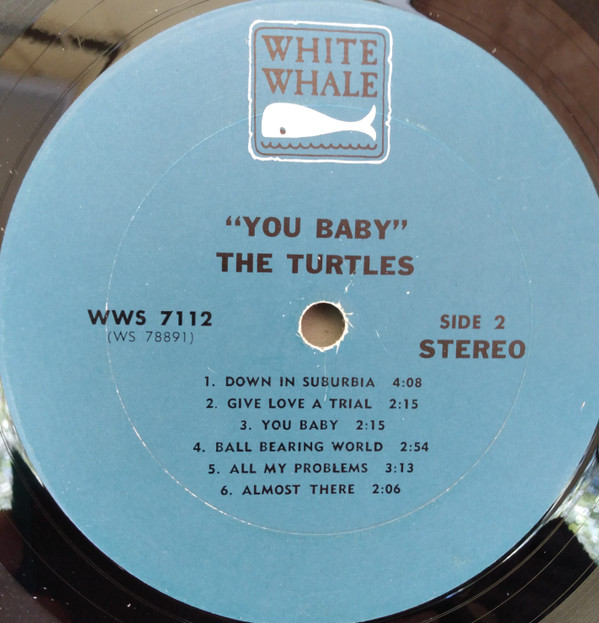 WHITE
WHALE
“YOU BABY”
THE TURTLES
WWS 7112
(WS 78891)
SIDE 2
STEREO
1. DOWN IN SUBURBIA 4:08
2. GIVE LOVE A TRIAL 2:15
3. YOU BABY 2:15
4. BALL BEARING WORLD 2:54
5. ALL MY PROBLEMS 3:13
6. ALMOST THERE 2:06